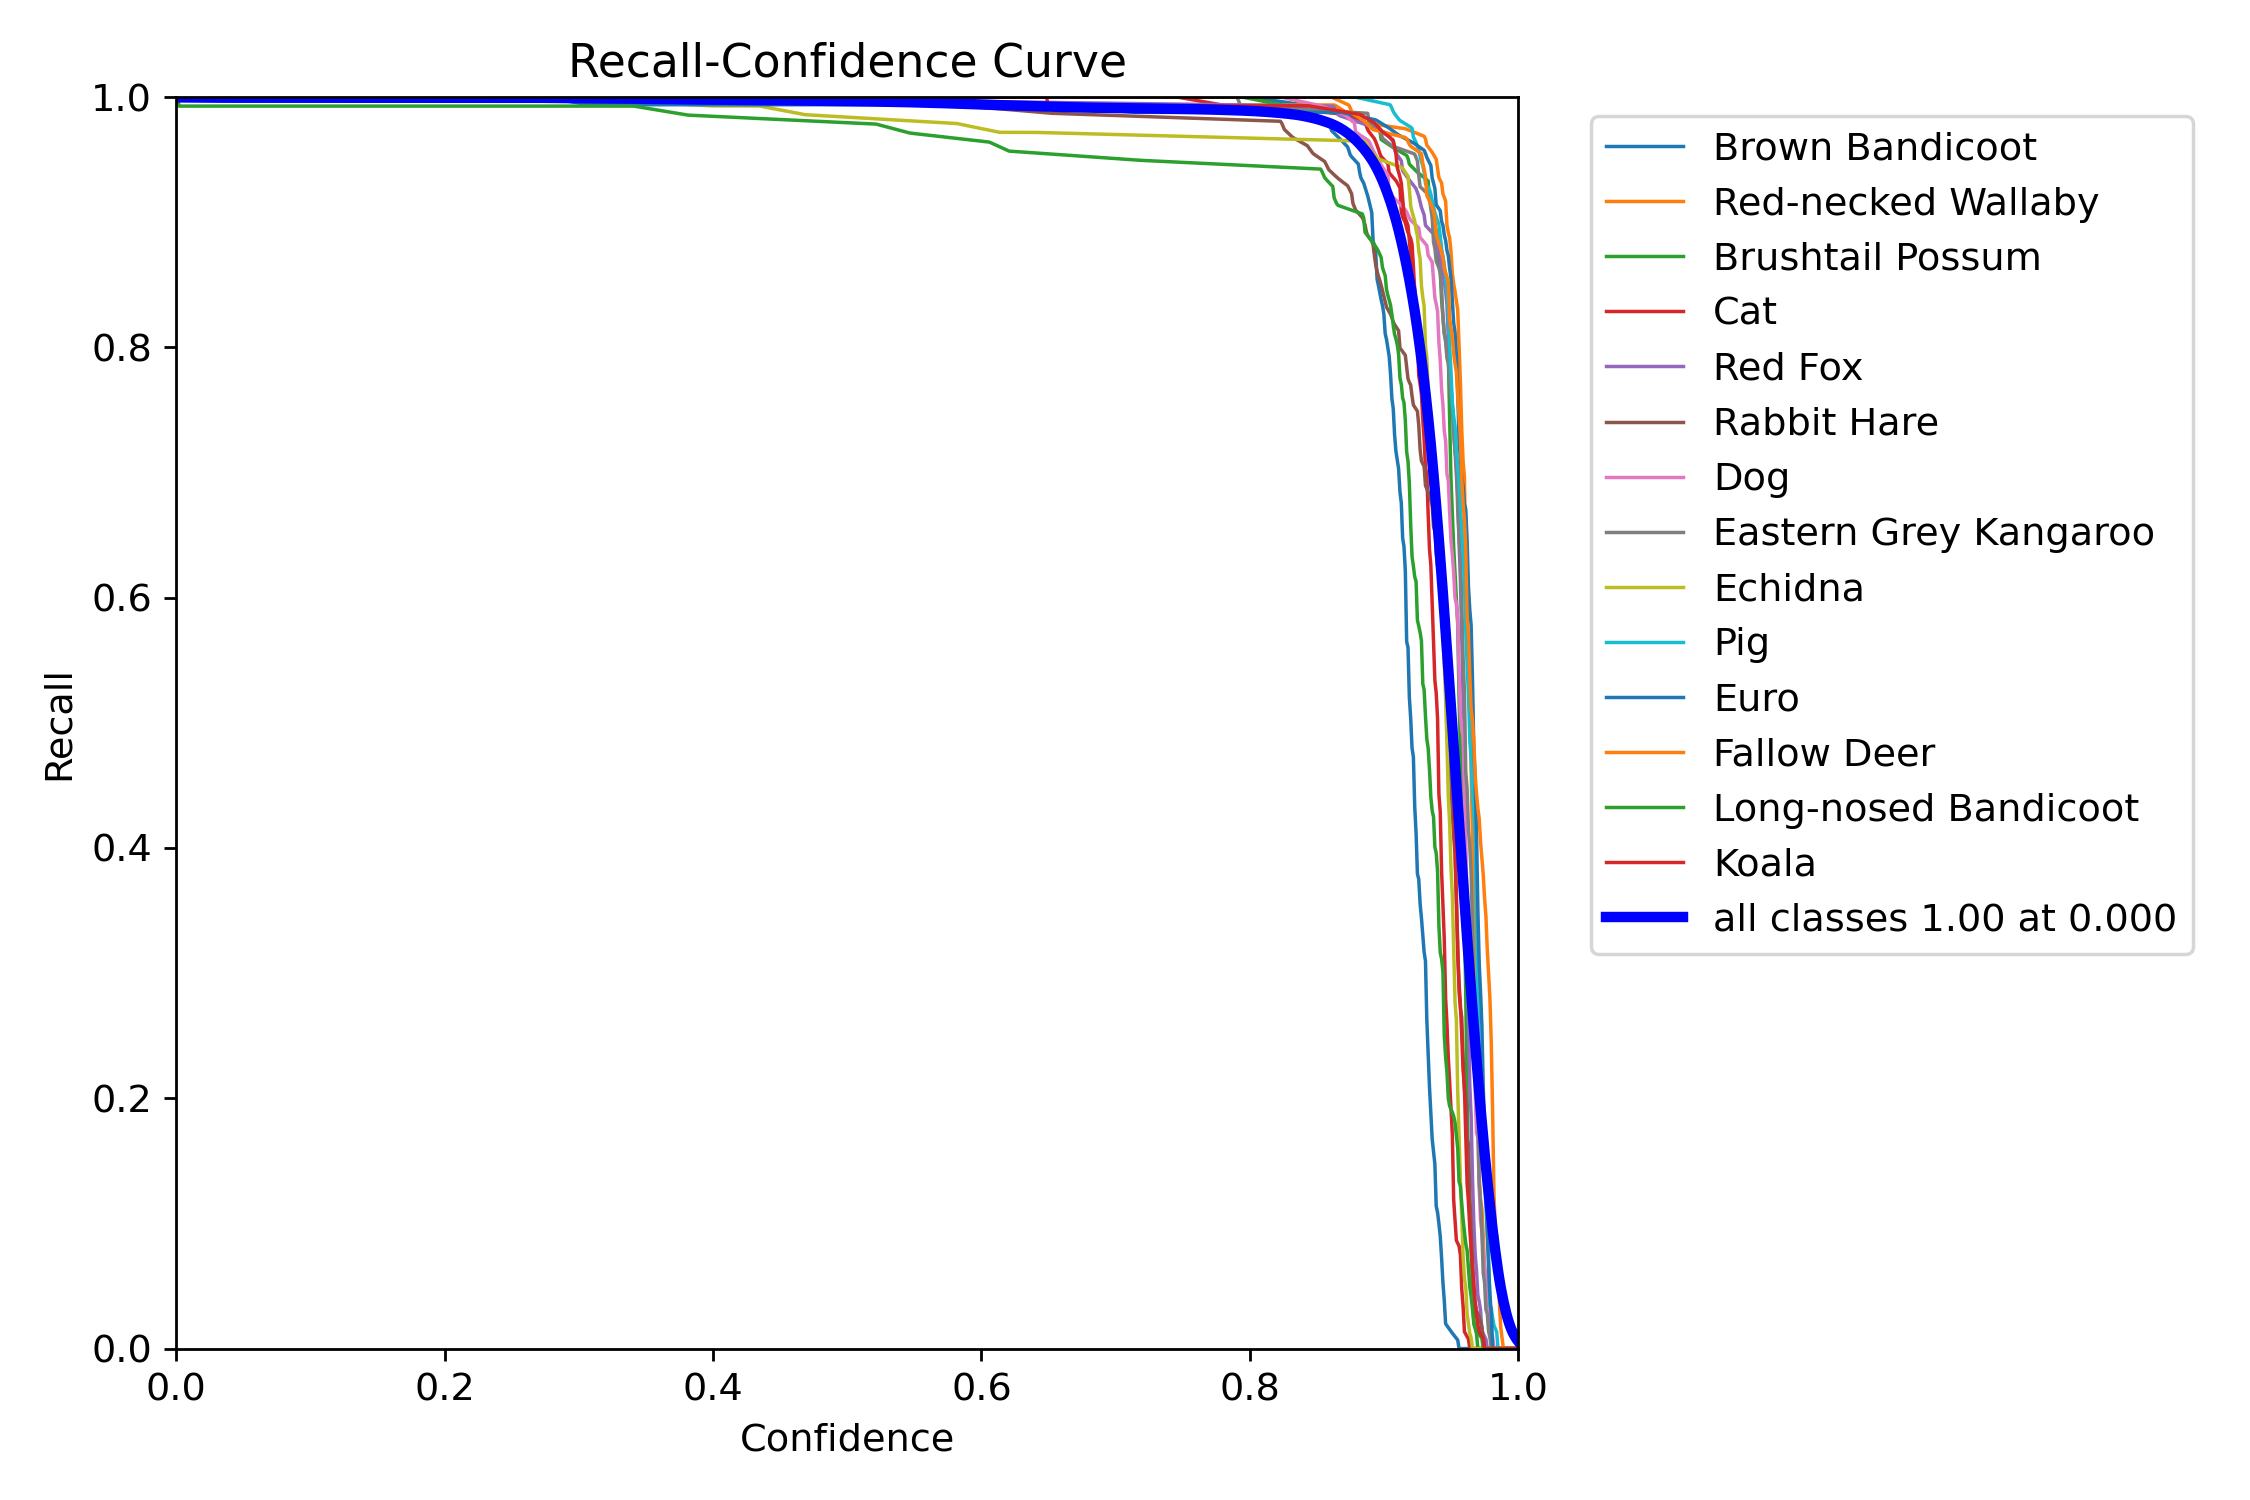 Recall-Confidence Curve
1.0
0.8
0.6
0.4
0.2
0.0
Recall
0.0 0.2 0.4 0.6 0.8 1.0
Confidence
Brown Bandicoot
Red-necked Wallaby
Brushtail Possum
Cat
Red Fox
Rabbit Hare
Dog
Eastern Grey Kangaroo
Echidna
Pig
Euro
Fallow Deer
Long-nosed Bandicoot
Koala
all classes 1.00 at 0.000